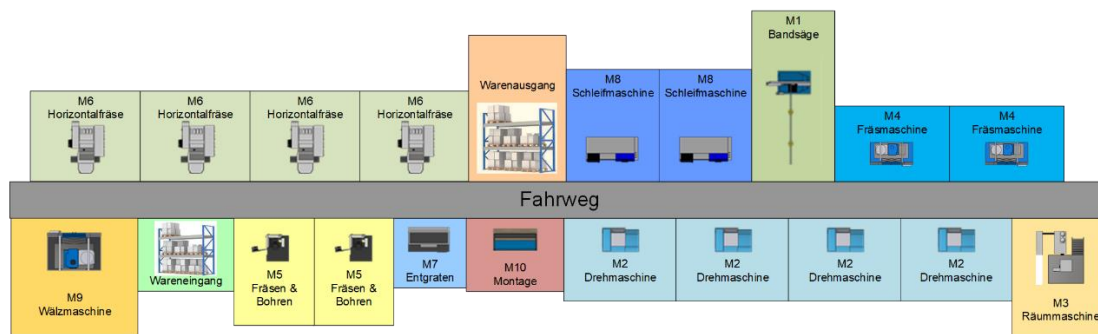 M6
Horizontalfräse
M6
Horizontalfräse
M6
Horizontalfräse
M6
Horizontalfräse
Warenausgang
M8
Schleifmaschine
M8
Schleifmaschine
M1
Bandsäge
M4
Fräsmaschine
M4
Fräsmaschine
Fahrweg
M9
Wälzmaschine
Wareneingang
M5
Fräsen &
Bohren
M5
Fräsen &
Bohren
M7
Entgraten
M10
Montage
M2
Drehmaschine
M2
Drehmaschine
M2
Drehmaschine
M2
Drehmaschine
M3
Räummaschine